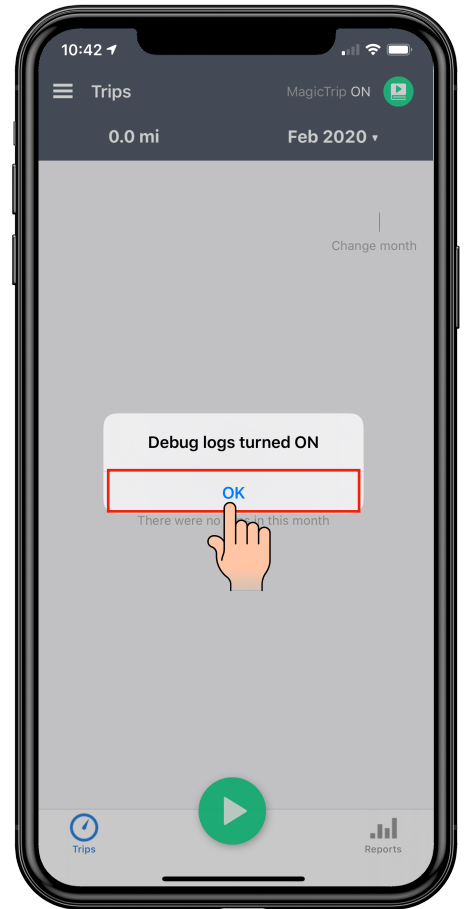 10:42
Trips
MagicTrip ON
0.0 mi
Feb 2020
Change month
Debug logs turned ON
OK
There were no in this month
Trips
Reports